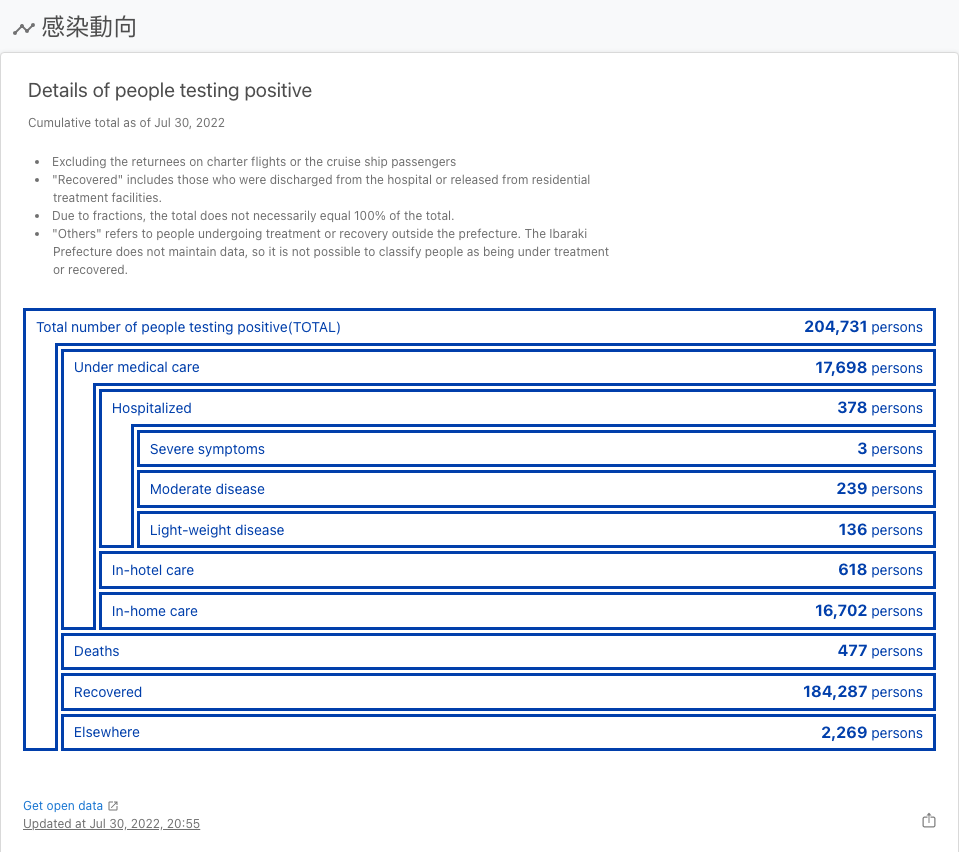 感染動向
Details of people testing positive
Cumulative total as of Jul 30, 2022
Excluding the returnees on charter flights or the cruise ship passengers
"Recovered" includes those who were discharged from the hospital or released from residential
treatment facilities.
Due to fractions, the total does not necessarily equal 100% of the total.
"Others" refers to people undergoing treatment or recovery outside the prefecture. The Ibaraki
Prefecture does not maintain data, so it is not possible to classify people as being under treatment
or recovered.
Total number of people testing positive(TOTAL) 204,731 persons
Under medical care 17,698 persons
Hospitalized 378 persons
Severe symptoms 3 persons
Moderate disease 239 persons
Light-weight disease 136 persons
In-hotel care 618 persons
In-home care 16,702 persons
Deaths 477 persons
Recovered 184,287 persons
Elsewhere 2,269 persons
Get open data
Updated at Jul 30, 2022, 20:55